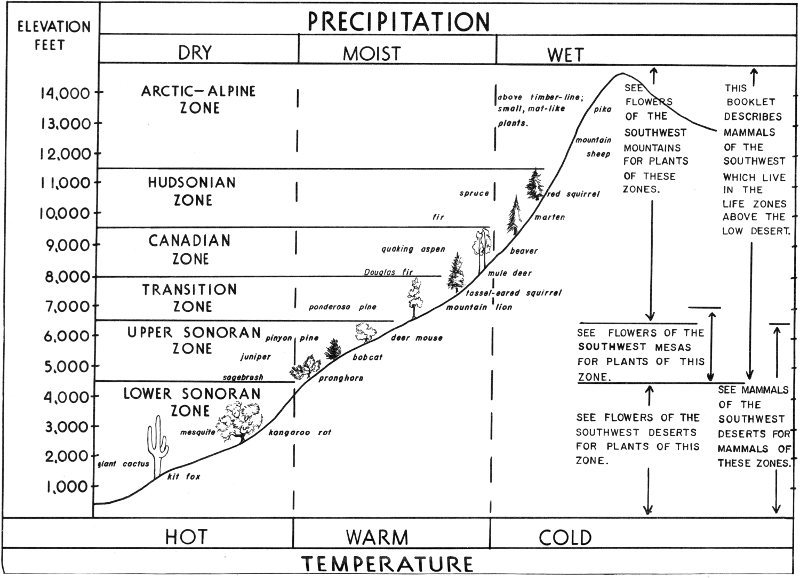 ELEVATION
FEET
PRECIPITATION
DRY
MOIST
WET
14,000
13,000
12,000
11,000
10,000
9,000
8,000
7,000
6,000
5,000
4,000
3,000
2,000
1,000
ARCTIC–ALPINE
ZONE
HUDSONIAN
ZONE
CANADIAN
ZONE
TRANSITION
ZONE
UPPER SONORAN
ZONE
LOWER SONORAN
ZONE
above timber-line;
small, mat-like
plants.
pika
mountain
sheep
spruce
red squirrel
fir
marten
quaking aspen
beaver
Douglas fir
mule deer
tassel-eared squirrel
ponderosa pine
mountain lion
pinyon pine
deer mouse
juniper
bobcat
sagebrush
pronghorn
mesquite
kangaroo rat
giant cactus
kit fox
SEE
FLOWERS
OF THE
SOUTHWEST
MOUNTAINS
FOR PLANTS
OF THESE
ZONES.
THIS
BOOKLET
DESCRIBES
MAMMALS
OF THE
SOUTHWEST
WHICH LIVE
IN THE
LIFE ZONES
ABOVE THE
LOW DESERT.
SEE FLOWERS OF THE
SOUTHWEST MESAS
FOR PLANTS OF THIS
ZONE.
SEE FLOWERS OF THE
SOUTHWEST DESERTS
FOR PLANTS OF THIS
ZONE.
SEE MAMMALS
OF THE
SOUTHWEST
DESERTS FOR
MAMMALS OF
THESE ZONES.
HOT
WARM
COLD
TEMPERATURE